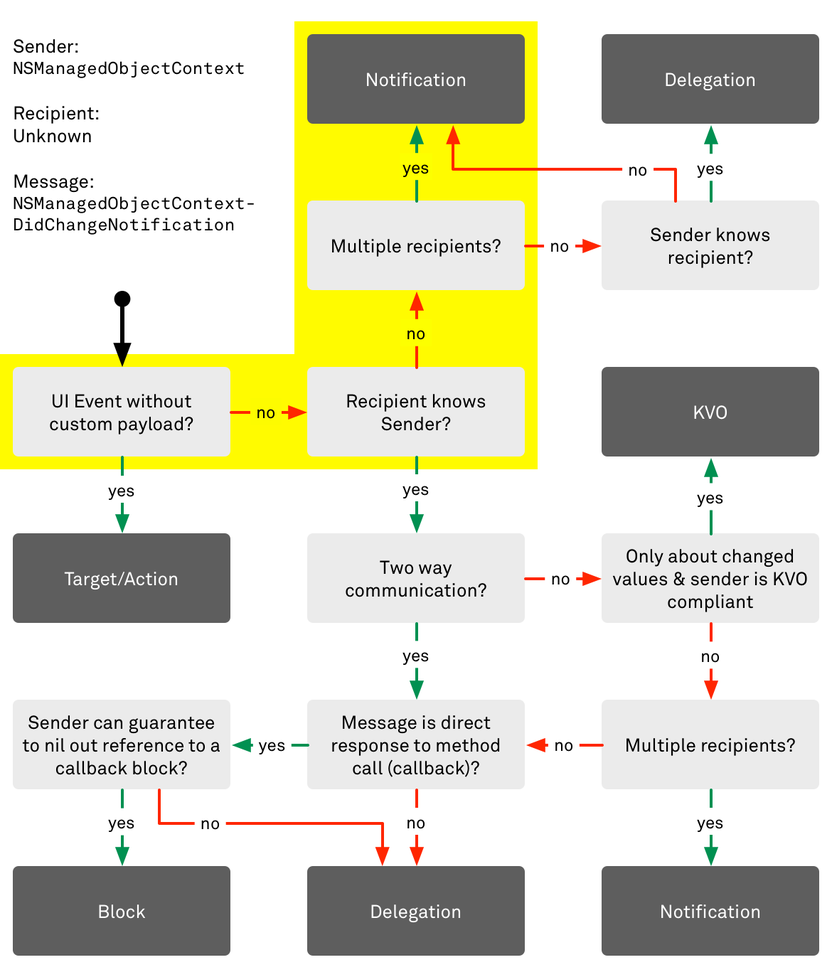 Sender:
NSManagedObjectContext
Recipient:
Unknown
Message:
NSManagedObjectContext-
DidChangeNotification
Notification
Delegation
yes
no
yes
Multiple recipients?
no
Sender knows
recipient?
no
UI Event without
custom payload?
no
Recipient knows
Sender?
KVO
yes
yes
yes
Target/Action
Two way
communication?
no
Only about changed
values & sender is KVO
compliant
yes
no
Sender can guarantee
to nil out reference to a
callback block?
yes
Message is direct
response to method
call (callback)?
no
Multiple recipients?
yes
no
no
yes
Block
Delegation
Notification